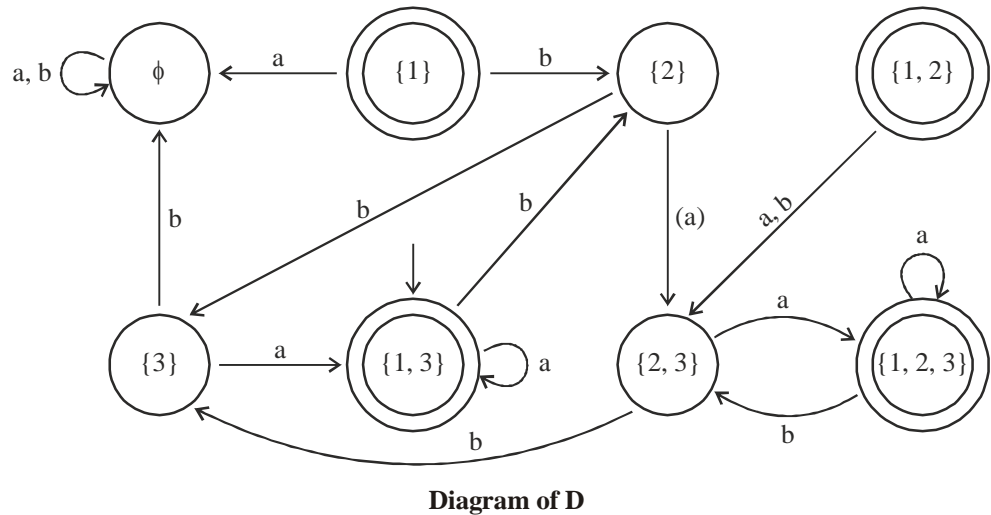 a, b
ϕ
a
{1}
b
{2}
{1, 2}
b
b
b
(a)
a, b
a
{3}
a
{1, 3}
a
{2, 3}
a
{1, 2, 3}
b
b
Diagram of D